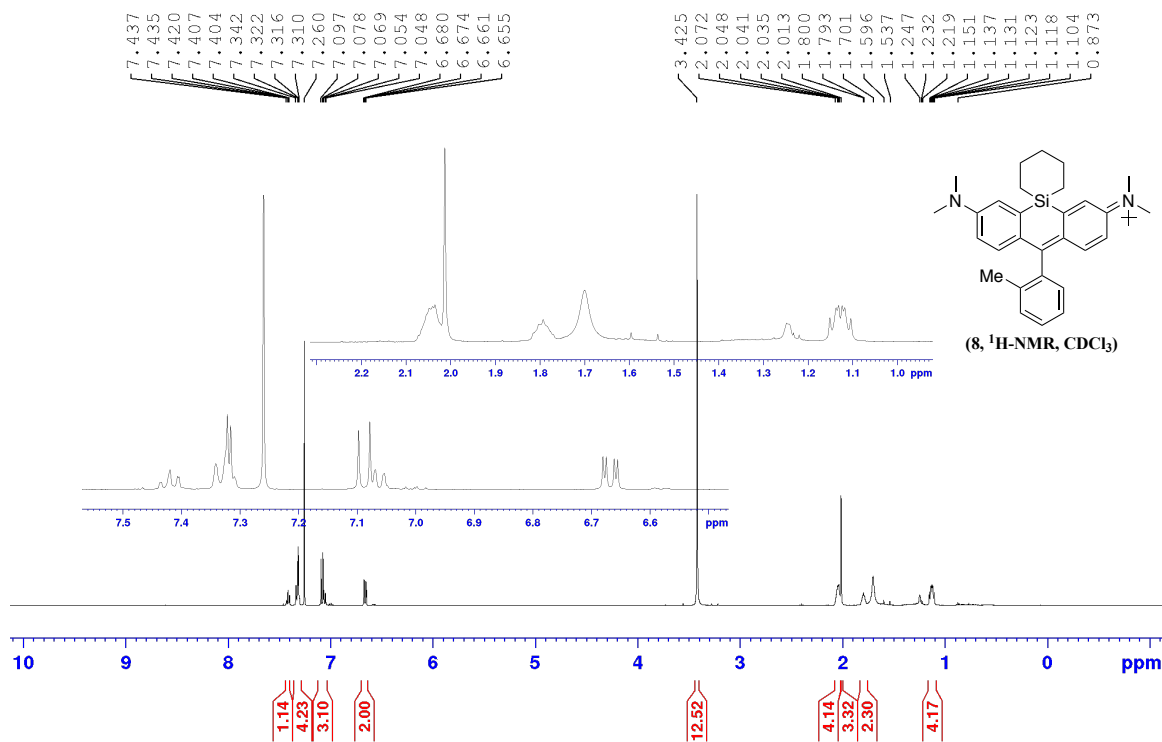 7.437 7.435 7.420 7.407 7.404 7.342 7.322 7.316 7.310 7.260 7.097 7.078 7.069 7.054 7.048 6.680 6.674 6.661 6.655 3.425 2.072 2.048 2.041 2.035 2.013 1.800 1.793 1.701 1.596 1.537 1.247 1.232 1.219 1.151 1.137 1.131 1.123 1.118 1.104 0.873
N Si N
+
Me
(8, ¹H-NMR, CDCl₃)
2.2 2.1 2.0 1.9 1.8 1.7 1.6 1.5 1.4 1.3 1.2 1.1 1.0 ppm
7.5 7.4 7.3 7.2 7.1 7.0 6.9 6.8 6.7 6.6 ppm
10 9 8 7 6 5 4 3 2 1 0 ppm
1.14 4.23 3.10 2.00 12.52 4.14 3.32 2.30 4.17